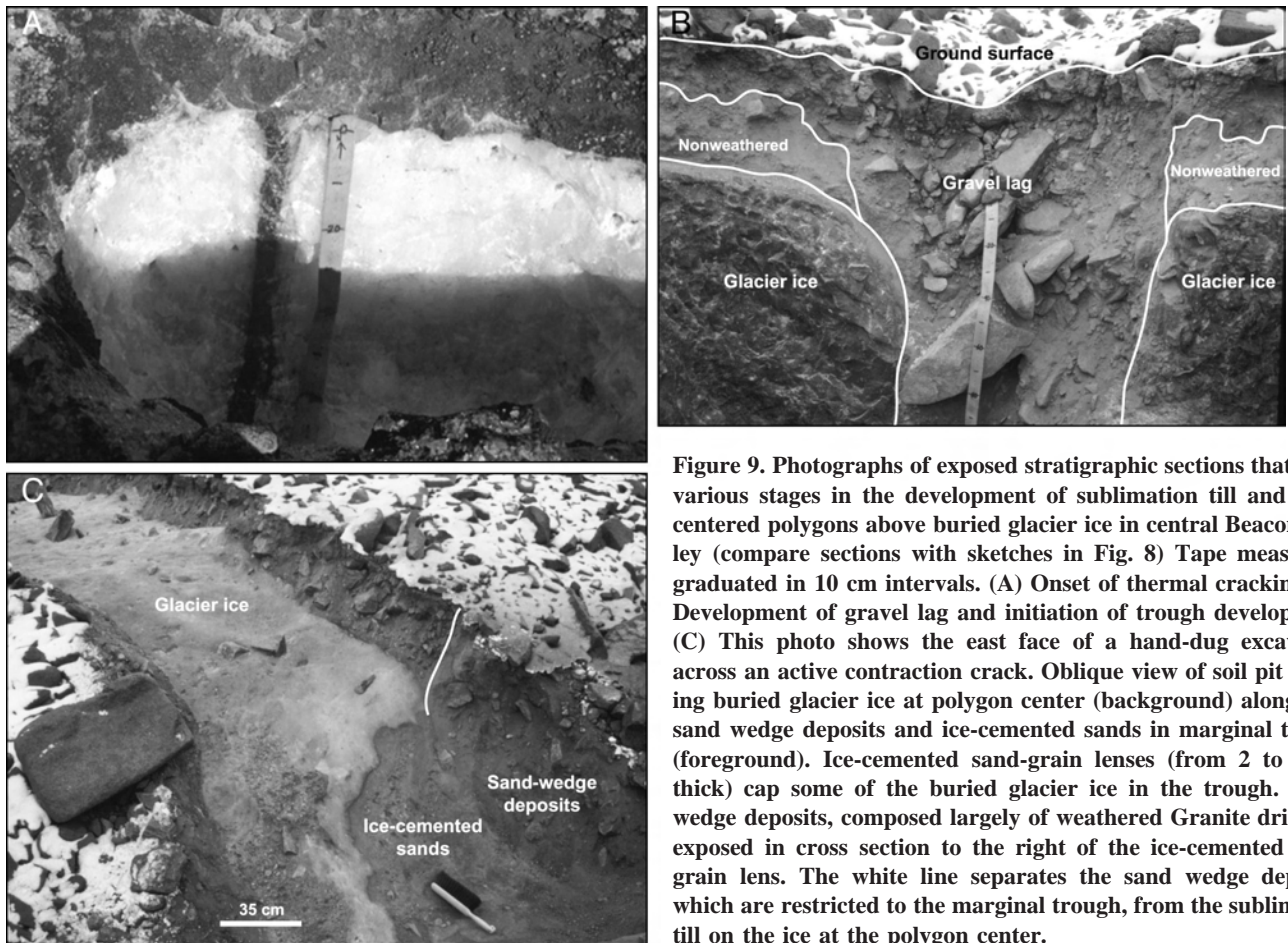 A
20
B
Ground surface
Nonweathered
Nonweathered
Gravel lag
Glacier ice
Glacier ice
C
Glacier ice
Sand-wedge
deposits
Ice-cemented
sands
35 cm
Figure 9. Photographs of exposed stratigraphic sections that
various stages in the development of sublimation till and
centered polygons above buried glacier ice in central Beaco
ley (compare sections with sketches in Fig. 8) Tape meas
graduated in 10 cm intervals. (A) Onset of thermal crackin
Development of gravel lag and initiation of trough develop
(C) This photo shows the east face of a hand-dug exca
across an active contraction crack. Oblique view of soil pit
ing buried glacier ice at polygon center (background) along
sand wedge deposits and ice-cemented sands in marginal t
(foreground). Ice-cemented sand-grain lenses (from 2 to
thick) cap some of the buried glacier ice in the trough.
wedge deposits, composed largely of weathered Granite dri
exposed in cross section to the right of the ice-cemented
grain lens. The white line separates the sand wedge dep
which are restricted to the marginal trough, from the sublin
till on the ice at the polygon center.